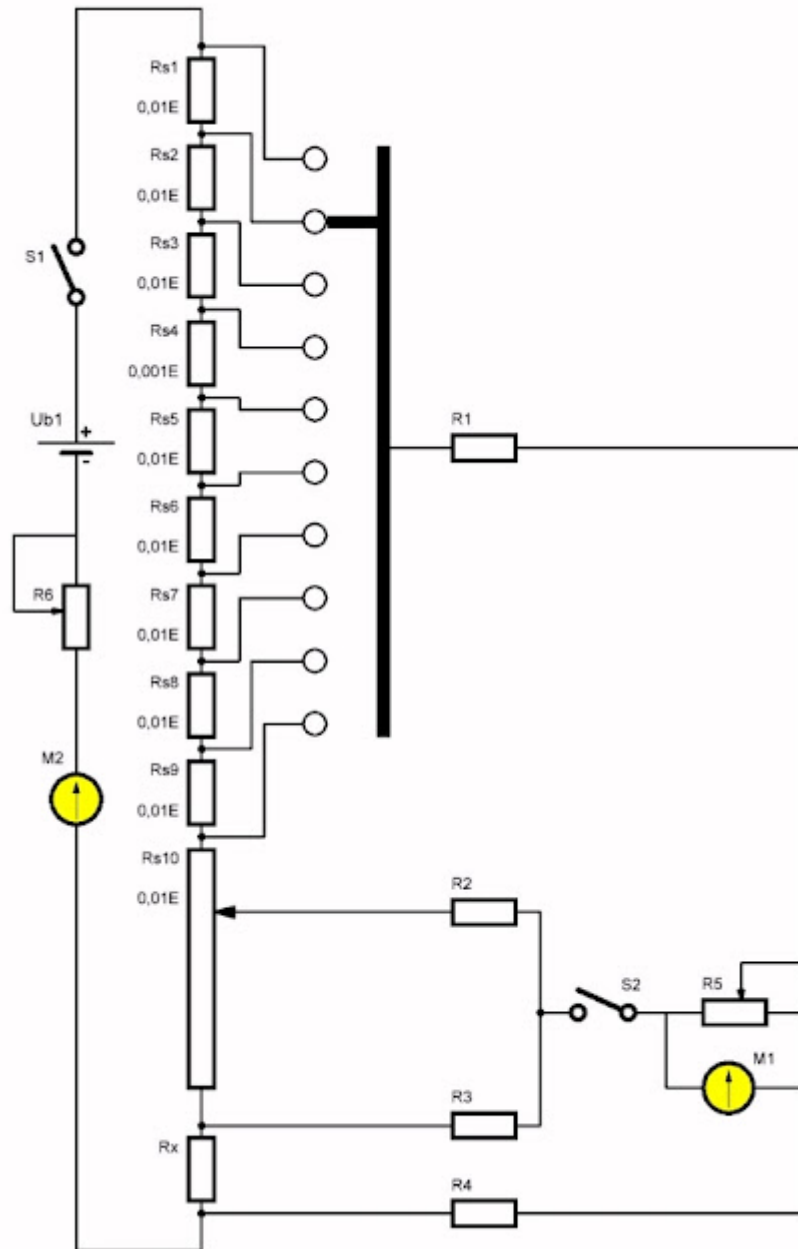 Rs1
0,01E
Rs2
0,01E
Rs3
0,01E
S1
Rs4
0,001E
Ub1
+
-
Rs5
0,01E
R1
Rs6
0,01E
R6
Rs7
0,01E
Rs8
0,01E
M2
Rs9
0,01E
Rs10
0,01E
R2
S2
R5
M1
R3
Rx
R4